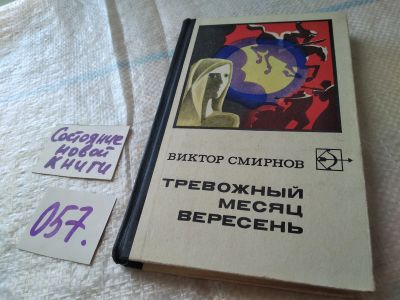 Состояние
новой
книги
057.
ВИКТОР СМИРНОВ
ТРЕВОЖНЫЙ
МЕСЯЦ
ВЕРЕСЕНЬ